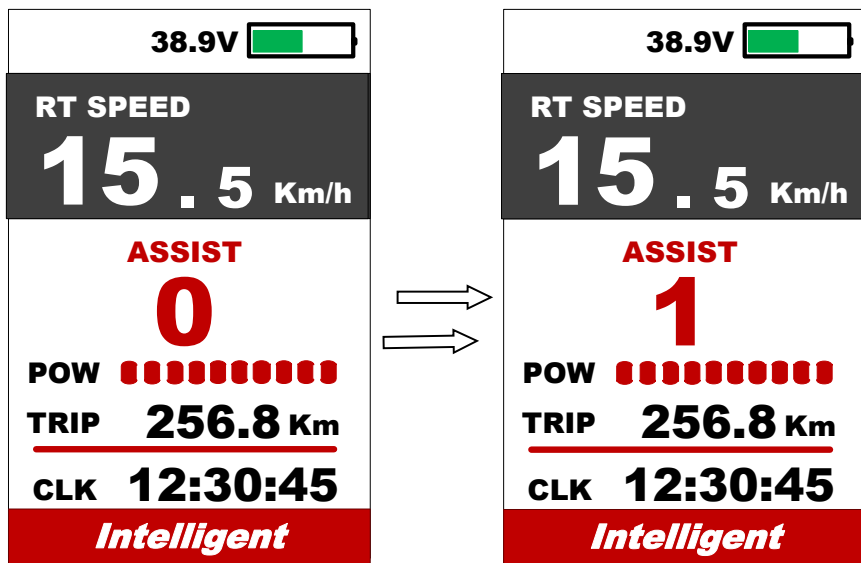 38.9V
RT SPEED
15.5 Km/h
ASSIST
0
POW
TRIP 256.8 Km
CLK 12:30:45
Intelligent
38.9V
RT SPEED
15.5 Km/h
ASSIST
1
POW
TRIP 256.8 Km
CLK 12:30:45
Intelligent